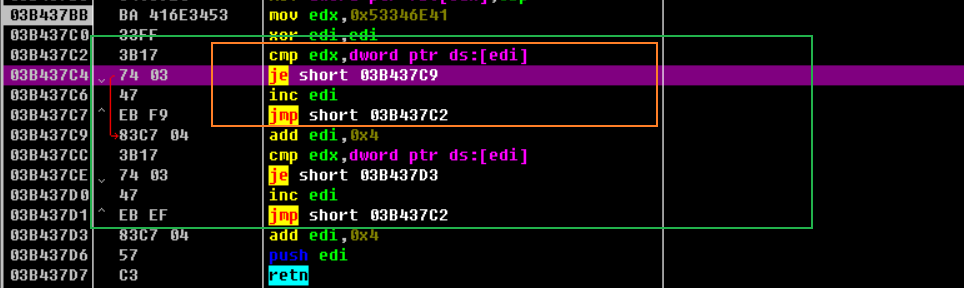 03B437BB BA 416E3453 mov edx,0x53346E41
03B437C0 33FF xor edi,edi
03B437C2 3B17 cmp edx,dword ptr ds:[edi]
03B437C4 74 03 je short 03B437C9
03B437C6 47 inc edi
03B437C7 ^ EB F9 jmp short 03B437C2
03B437C9 83C7 04 add edi,0x4
03B437CC 3B17 cmp edx,dword ptr ds:[edi]
03B437CE 74 03 je short 03B437D3
03B437D0 47 inc edi
03B437D1 ^ EB EF jmp short 03B437C2
03B437D3 83C7 04 add edi,0x4
03B437D6 57 push edi
03B437D7 C3 retn